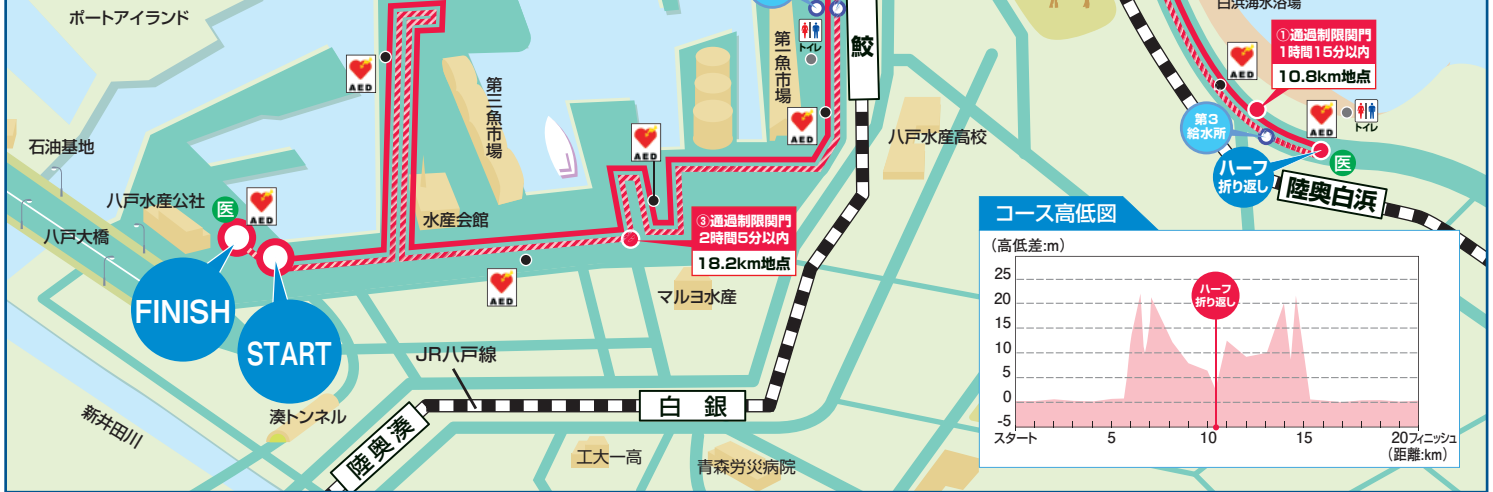 ポートアイランド
白浜海水浴場
①通過制限関門
1時間15分以内
10.8km地点
トイレ
第一魚市場
鮫
AED
AED
第三魚市場
AED
AED
AED
トイレ
第3
給水所
石油基地
八戸水産高校
医
ハーフ
折り返し
陸奥白浜
八戸水産公社
医
AED
水産会館
③通過制限関門
2時間5分以内
18.2km地点
八戸大橋
AED
マルヨ水産
FINISH
START
JR八戸線
白銀
湊トンネル
新井田川
陸奥湊
工大一高
青森労災病院
コース高低図
(高低差:m)
25
20
15
10
5
0
-5
ハーフ
折り返し
スタート 5 10 15 20フィニッシュ
(距離:km)